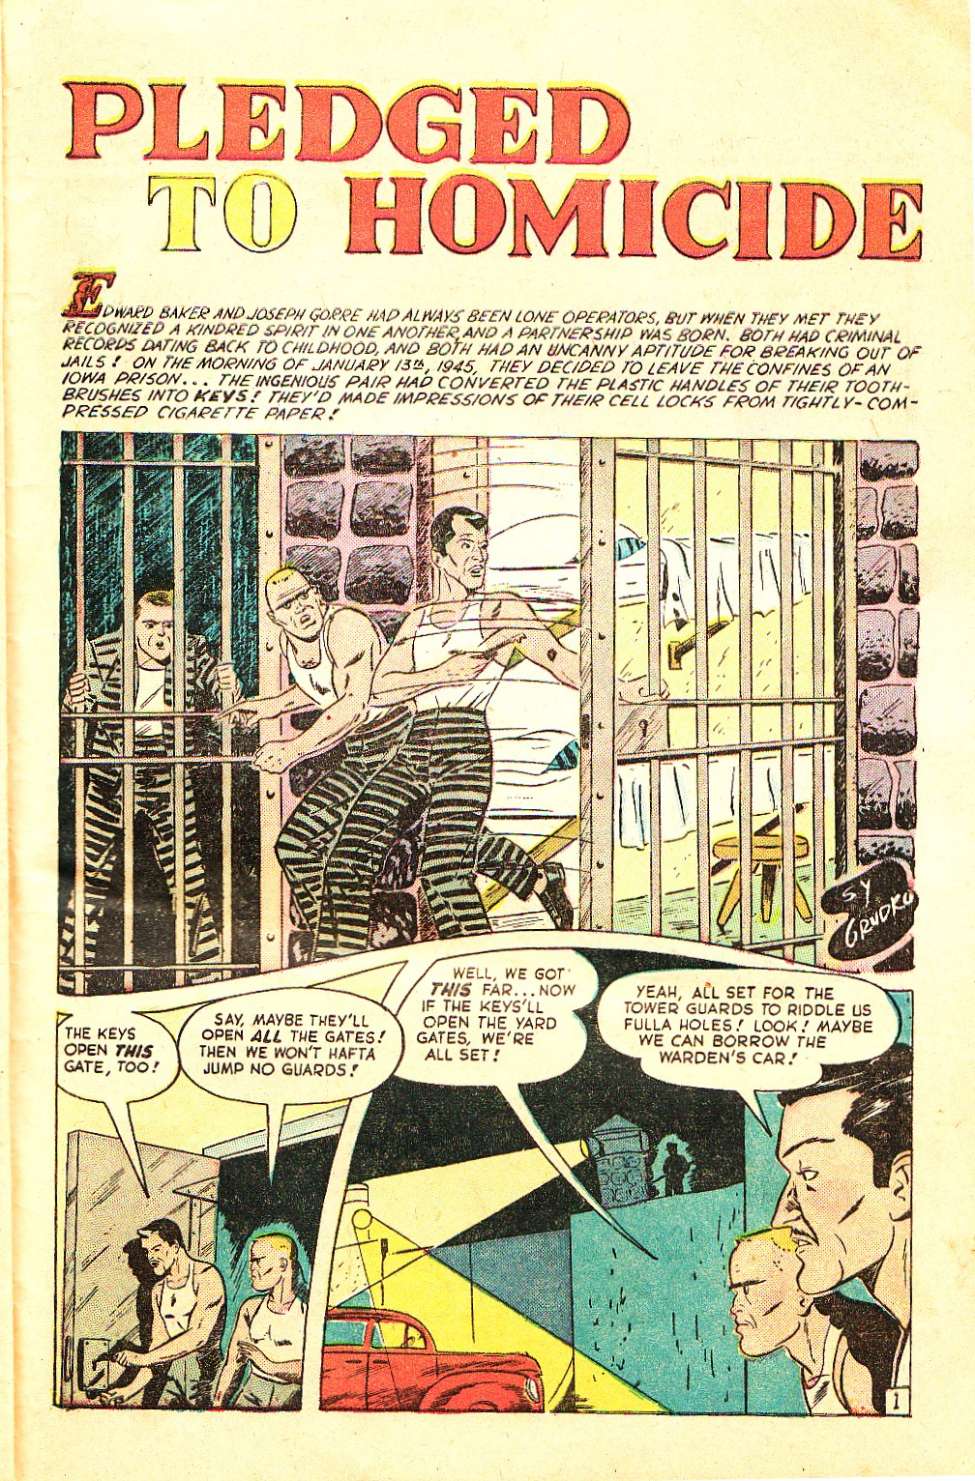 PLEDGED
TO HOMICIDE
EDWARD BAKER AND JOSEPH GORRE HAD ALWAYS BEEN LONE OPERATORS, BUT WHEN THEY MET THEY
RECOGNIZED A KINDRED SPIRIT IN ONE ANOTHER, AND A PARTNERSHIP WAS BORN. BOTH HAD CRIMINAL
RECORDS DATING BACK TO CHILDHOOD, AND BOTH HAD AN UNCANNY APTITUDE FOR BREAKING OUT OF
JAILS! ON THE MORNING OF JANUARY 13TH, 1945, THEY DECIDED TO LEAVE THE CONFINES OF AN
IOWA PRISON... THE INGENIOUS PAIR HAD CONVERTED THE PLASTIC HANDLES OF THEIR TOOTH-
BRUSHES INTO KEYS! THEY'D MADE IMPRESSIONS OF THEIR CELL LOCKS FROM TIGHTLY-COM-
PRESSED CIGARETTE PAPER!
SY
GRUDKO
THE KEYS
OPEN THIS
GATE, TOO!
SAY, MAYBE THEY'LL
OPEN ALL THE GATES!
THEN WE WON'T HAFTA
JUMP NO GUARDS!
WELL, WE GOT
THIS FAR... NOW
IF THE KEYS'LL
OPEN THE YARD
GATES, WE'RE
ALL SET!
YEAH, ALL SET FOR THE
TOWER GUARDS TO RIDDLE US
FULLA HOLES! LOOK! MAYBE
WE CAN BORROW THE
WARDEN'S CAR!
1